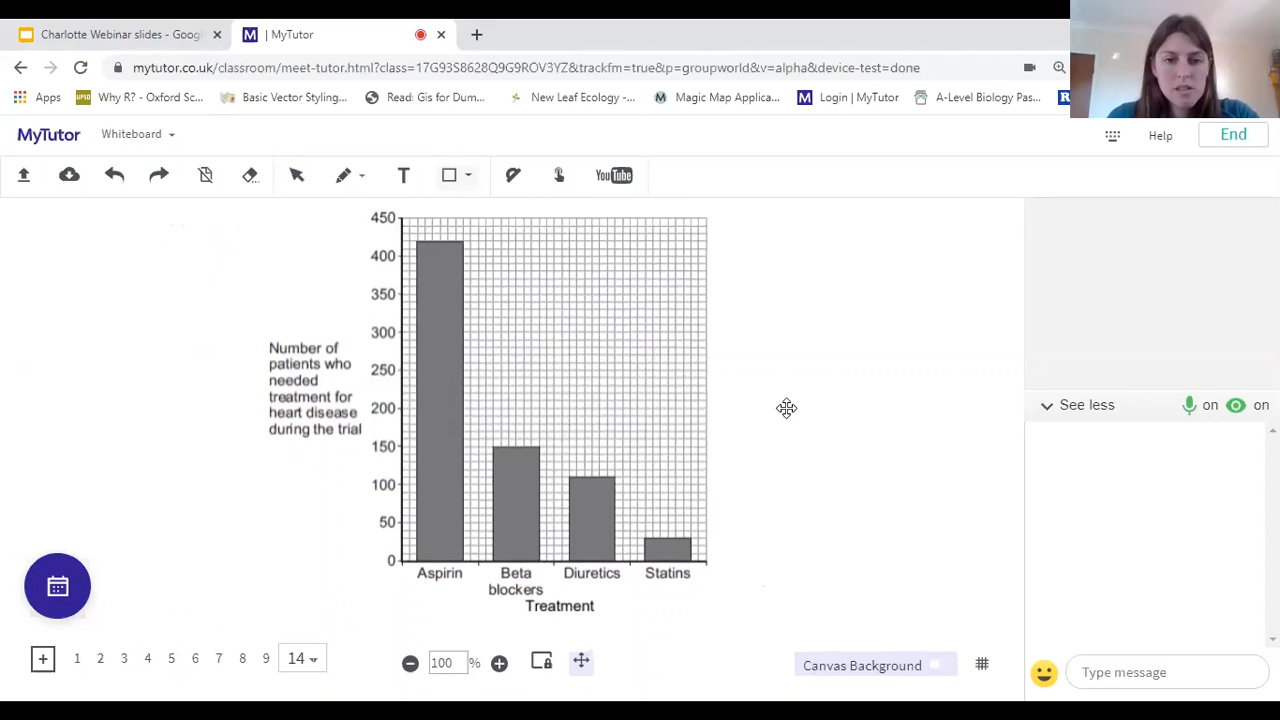 Charlotte Webinar slides - Goog
| MyTutor
mytutor.co.uk/classroom/meet-tutor.html?class=17G93S8628Q9G9ROV3YZ&trackfm=true&p=groupworld&v=alpha&device-test=done
Apps
Why R? - Oxford Sc...
Basic Vector Styling...
Read: Gis for Dum...
New Leaf Ecology -...
Magic Map Applica...
Login | MyTutor
A-Level Biology Pas...
MyTutor
Whiteboard
Help
End
T
YouTube
450
400
350
300
250
200
150
100
50
0
Number of
patients who
needed
treatment for
heart disease
during the trial
Aspirin
Beta
blockers
Diuretics
Statins
Treatment
See less
on
on
+ 1 2 3 4 5 6 7 8 9 14
100 %
Canvas Background
Type message